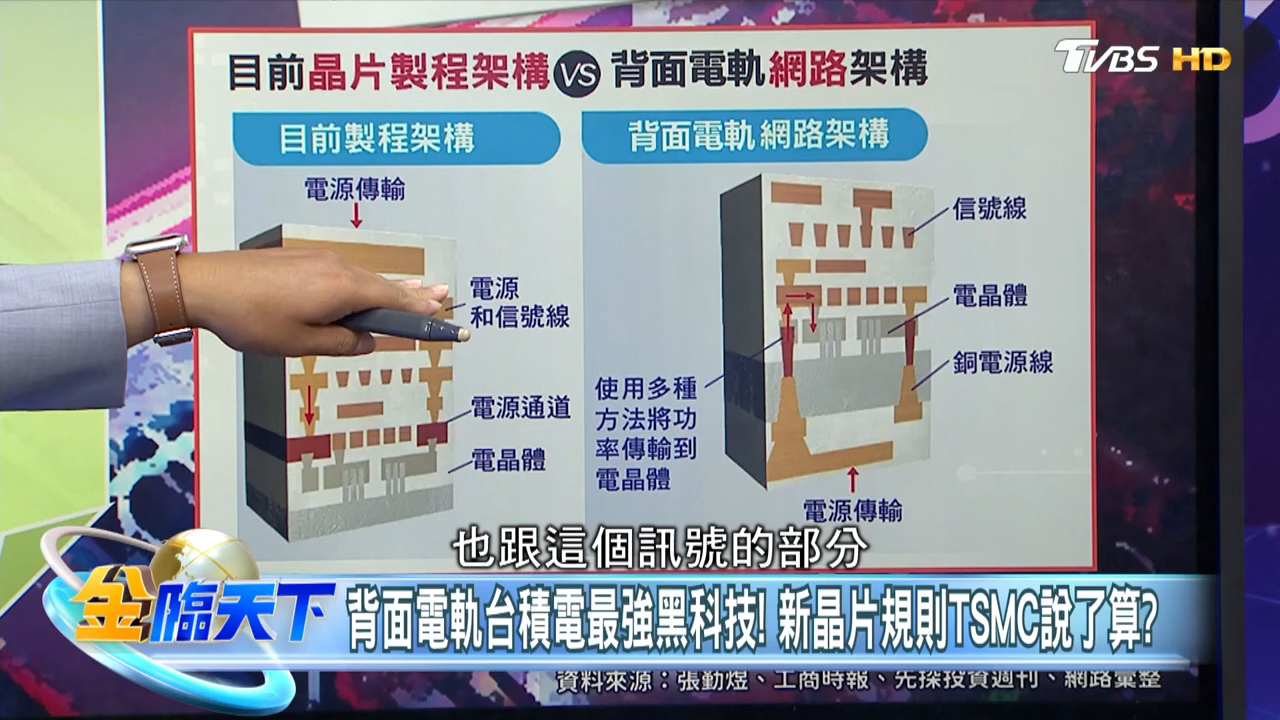 TVBS HD
目前晶片製程架構 VS 背面電軌網路架構
目前製程架構
電源傳輸
電源
和信號線
電源通道
電晶體
背面電軌網路架構
信號線
電晶體
銅電源線
使用多種
方法將功
率傳輸到
電晶體
電源傳輸
也跟這個訊號的部分
金臨天下
背面電軌台積電最強黑科技! 新晶片規則TSMC說了算?
資料來源：張勤煜、工商時報、先探投資週刊、網路彙整